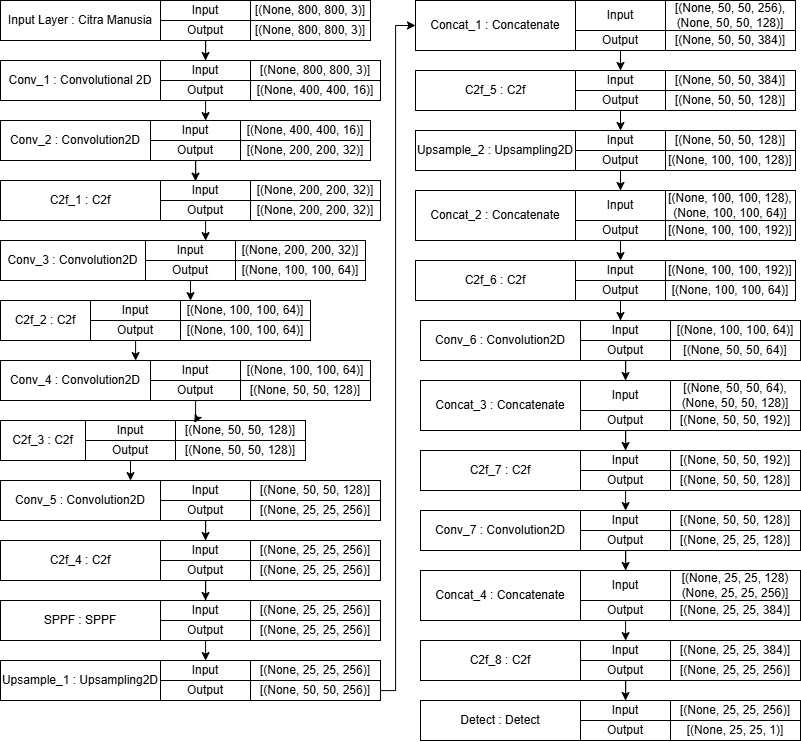 Input Layer : Citra Manusia
Input
[(None, 800, 800, 3)]
Output
[(None, 800, 800, 3)]
Conv_1 : Convolutional 2D
Input
[(None, 800, 800, 3)]
Output
[(None, 400, 400, 16)]
Conv_2 : Convolution2D
Input
[(None, 400, 400, 16)]
Output
[(None, 200, 200, 32)]
C2f_1 : C2f
Input
[(None, 200, 200, 32)]
Output
[(None, 200, 200, 32)]
Conv_3 : Convolution2D
Input
[(None, 200, 200, 32)]
Output
[(None, 100, 100, 64)]
C2f_2 : C2f
Input
[(None, 100, 100, 64)]
Output
[(None, 100, 100, 64)]
Conv_4 : Convolution2D
Input
[(None, 100, 100, 64)]
Output
[(None, 50, 50, 128)]
C2f_3 : C2f
Input
[(None, 50, 50, 128)]
Output
[(None, 50, 50, 128)]
Conv_5 : Convolution2D
Input
[(None, 50, 50, 128)]
Output
[(None, 25, 25, 256)]
C2f_4 : C2f
Input
[(None, 25, 25, 256)]
Output
[(None, 25, 25, 256)]
SPPF : SPPF
Input
[(None, 25, 25, 256)]
Output
[(None, 25, 25, 256)]
Upsample_1 : Upsampling2D
Input
[(None, 25, 25, 256)]
Output
[(None, 50, 50, 256)]
Concat_1 : Concatenate
Input
[(None, 50, 50, 256),
(None, 50, 50, 128)]
Output
[(None, 50, 50, 384)]
C2f_5 : C2f
Input
[(None, 50, 50, 384)]
Output
[(None, 50, 50, 128)]
Upsample_2 : Upsampling2D
Input
[(None, 50, 50, 128)]
Output
[(None, 100, 100, 128)]
Concat_2 : Concatenate
Input
[(None, 100, 100, 128),
(None, 100, 100, 64)]
Output
[(None, 100, 100, 192)]
C2f_6 : C2f
Input
[(None, 100, 100, 192)]
Output
[(None, 100, 100, 64)]
Conv_6 : Convolution2D
Input
[(None, 100, 100, 64)]
Output
[(None, 50, 50, 64)]
Concat_3 : Concatenate
Input
[(None, 50, 50, 64),
(None, 50, 50, 128)]
Output
[(None, 50, 50, 192)]
C2f_7 : C2f
Input
[(None, 50, 50, 192)]
Output
[(None, 50, 50, 128)]
Conv_7 : Convolution2D
Input
[(None, 50, 50, 128)]
Output
[(None, 25, 25, 128)]
Concat_4 : Concatenate
Input
[(None, 25, 25, 128)
(None, 25, 25, 256)]
Output
[(None, 25, 25, 384)]
C2f_8 : C2f
Input
[(None, 25, 25, 384)]
Output
[(None, 25, 25, 256)]
Detect : Detect
Input
[(None, 25, 25, 256)]
Output
[(None, 25, 25, 1)]